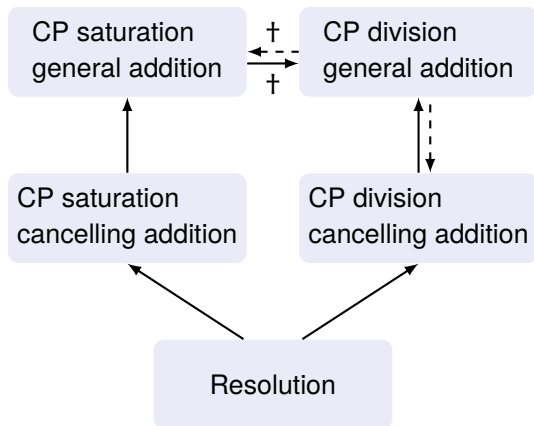 CP saturation
general addition
†
†
CP division
general addition
CP saturation
cancelling addition
CP division
cancelling addition
Resolution